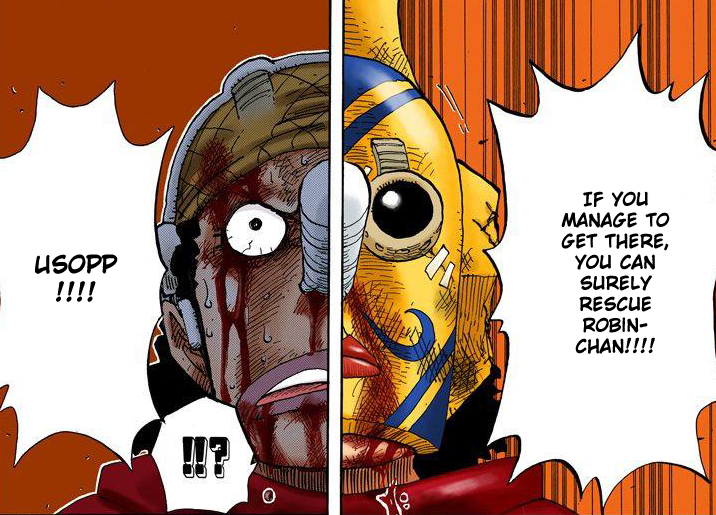 IF YOU
MANAGE TO
GET THERE,
YOU CAN
SURELY
RESCUE
ROBIN-
CHAN!!!!
USOPP
!!!!
!!?